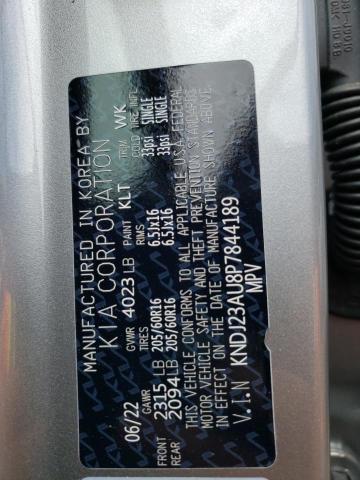 MANUFACTURED IN KOREA BY
KIA CORPORATION
06/22 GVWR 4023 LB PAINT KLT TRIM WK
GAWR TIRES RIMS COLD TIRE INFL
FRONT 2315 LB 205/60R16 6.5Jx16 33psi SINGLE
REAR 2094 LB 205/60R16 6.5Jx16 33psi SINGLE
THIS VEHICLE CONFORMS TO ALL APPLICABLE U.S.A FEDERAL
MOTOR VEHICLE SAFETY AND THEFT PREVENTION STANDARDS
IN EFFECT ON THE DATE OF MANUFACTURE SHOWN ABOVE.
V.I.N KNDJ23AU8P7844189
MPV